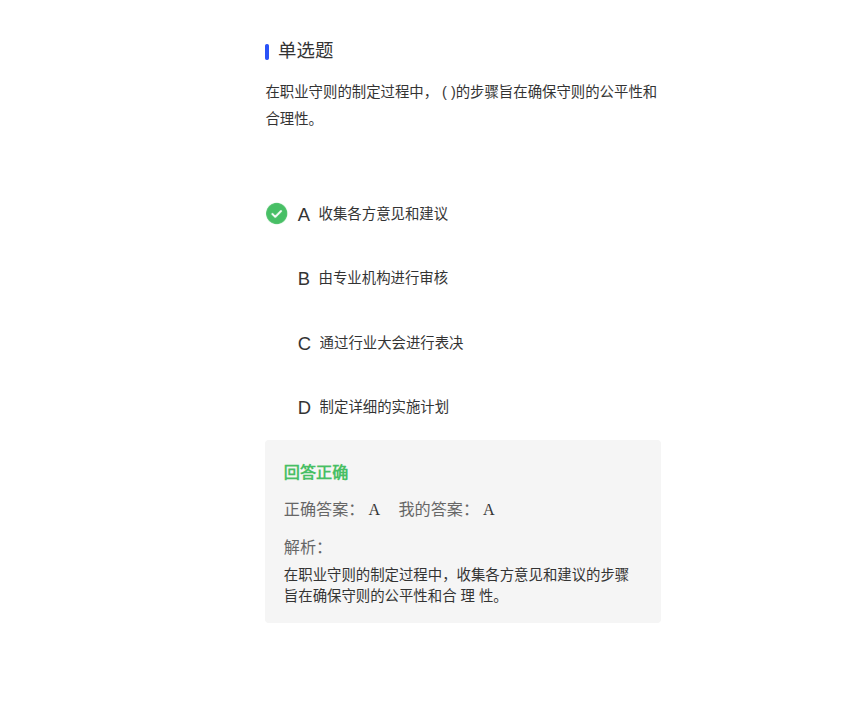 单选题
在职业守则的制定过程中， ( )的步骤旨在确保守则的公平性和
合理性。
A 收集各方意见和建议
B 由专业机构进行审核
C 通过行业大会进行表决
D 制定详细的实施计划
回答正确
正确答案： A 我的答案： A
解析：
在职业守则的制定过程中，收集各方意见和建议的步骤
旨在确保守则的公平性和合 理 性。